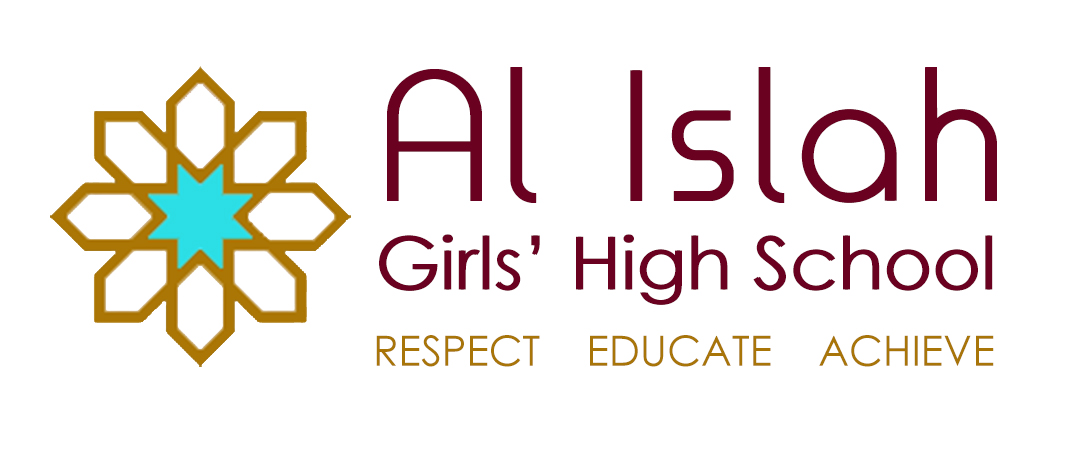 Al Islah
Girls’ High School
RESPECT EDUCATE ACHIEVE